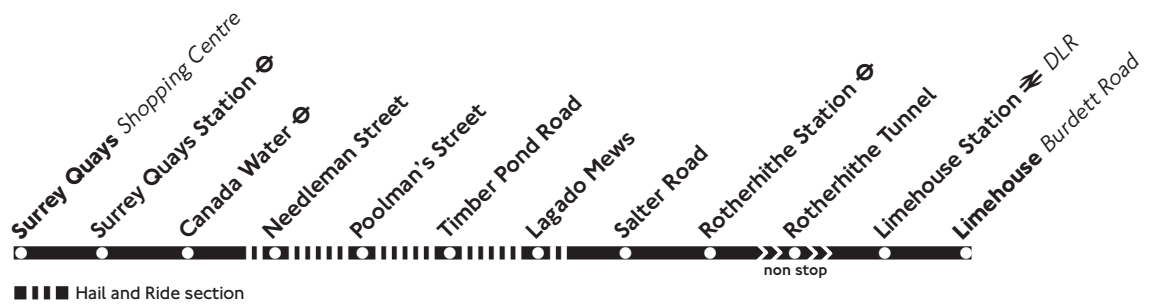 Surrey Quays Shopping Centre
Surrey Quays Station
Canada Water
Needleman Street
Poolman's Street
Timber Pond Road
Lagado Mews
Salter Road
Rotherhithe Station
Rotherhithe Tunnel
Limehouse Station DLR
Limehouse Burdett Road
non stop
Hail and Ride section